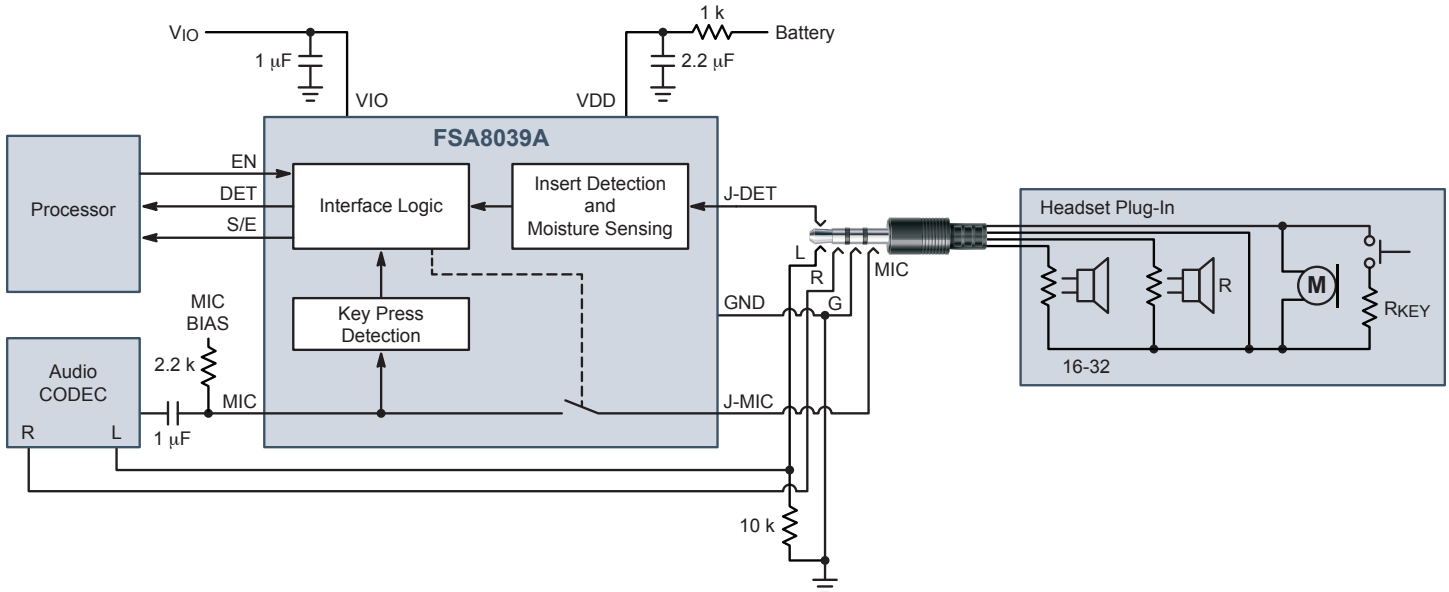 1 k
VIO
Battery
1 μF
2.2 μF
VIO
VDD
FSA8039A
Processor
EN
DET
S/E
Interface Logic
Insert Detection
and
Moisture Sensing
J-DET
Headset Plug-In
L
R
MIC
GND
G
Key Press
Detection
MIC
BIAS
2.2 k
Audio
CODEC
MIC
J-MIC
R
L
1 μF
R
M
RKEY
16-32
10 k